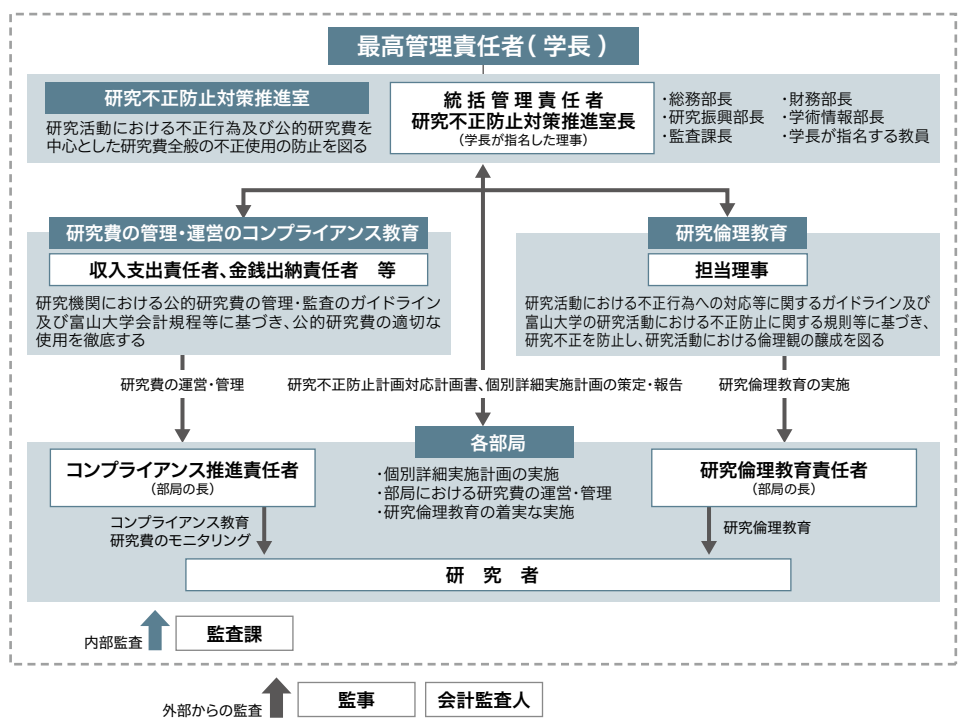 最高管理責任者(学長)
研究不正防止対策推進室
研究活動における不正行為及び公的研究費を
中心とした研究費全般の不正使用の防止を図る
統括管理責任者
研究不正防止対策推進室長
(学長が指名した理事)
・総務部長
・研究振興部長
・監査課長
・財務部長
・学術情報部長
・学長が指名する教員
研究費の管理・運営のコンプライアンス教育
収入支出責任者、金銭出納責任者　等
研究機関における公的研究費の管理・監査のガイドライン
及び富山大学会計規程等に基づき、公的研究費の適切な
使用を徹底する
研究倫理教育
担当理事
研究活動における不正行為への対応等に関するガイドライン及び
富山大学の研究活動における不正防止に関する規則等に基づき、
研究不正を防止し、研究活動における倫理観の醸成を図る
研究費の運営・管理
研究不正防止計画対応計画書、個別詳細実施計画の策定・報告
研究倫理教育の実施
各部局
・個別詳細実施計画の実施
・部局における研究費の運営・管理
・研究倫理教育の着実な実施
コンプライアンス推進責任者
(部局の長)
コンプライアンス教育
研究費のモニタリング
研究倫理教育責任者
(部局の長)
研究倫理教育
研　究　者
内部監査
監査課
外部からの監査
監事
会計監査人